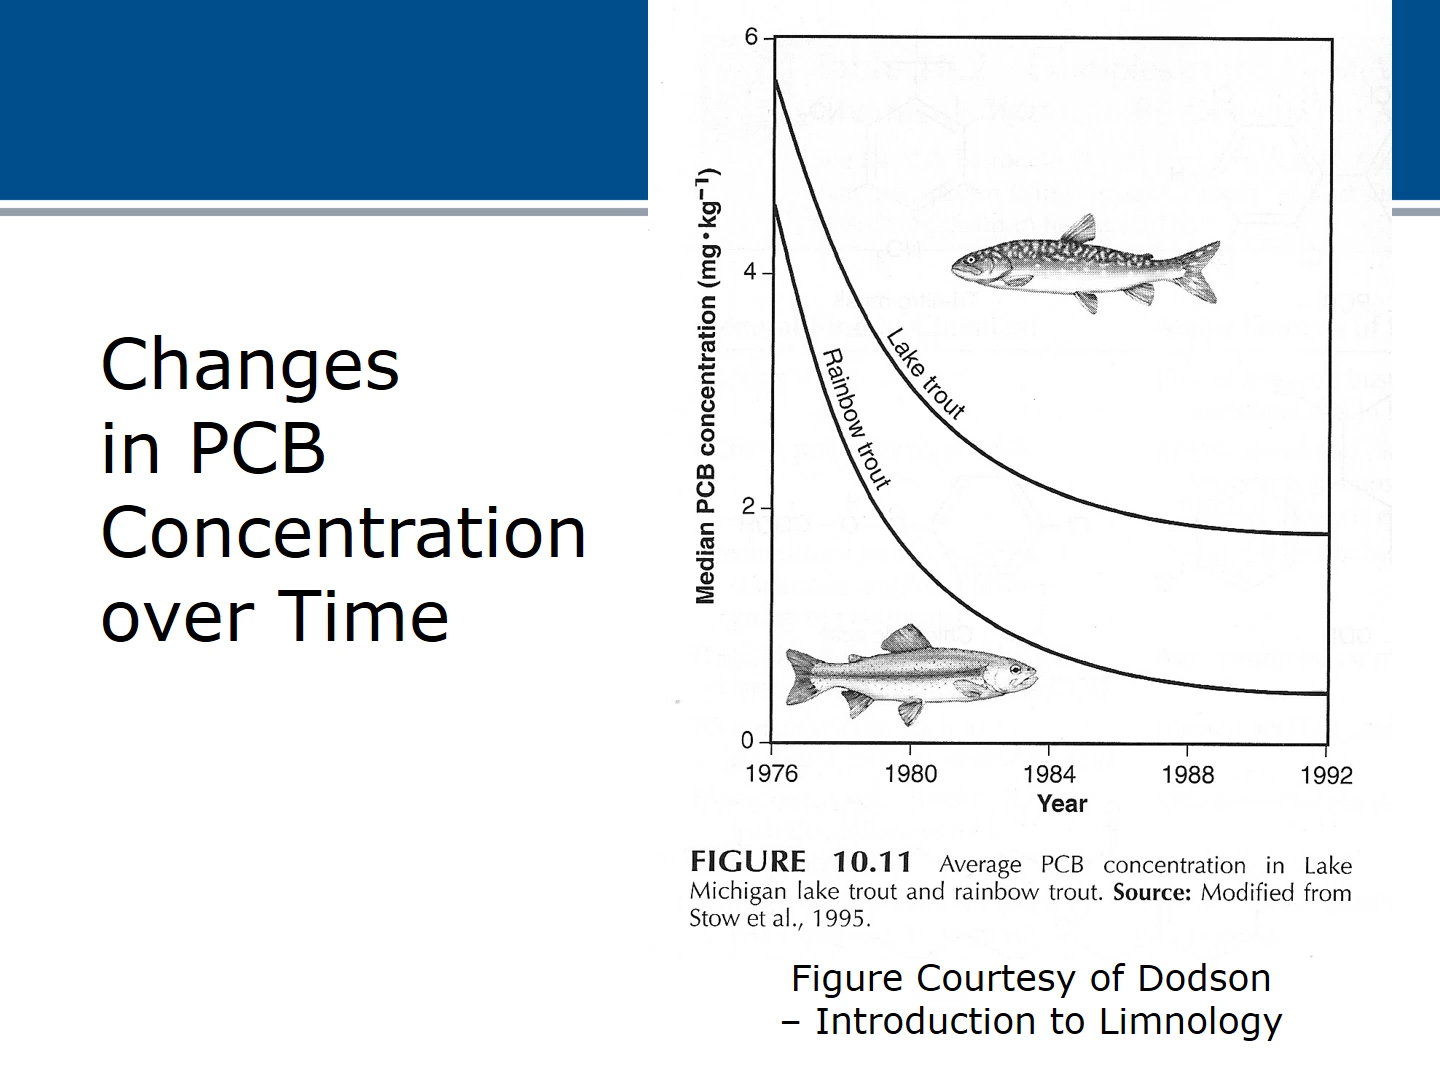 Changes
in PCB
Concentration
over Time
6
4
2
0
Median PCB concentration (mg•kg⁻¹)
Lake trout
Rainbow trout
1976 1980 1984 1988 1992
Year
FIGURE 10.11 Average PCB concentration in Lake
Michigan lake trout and rainbow trout. Source: Modified from
Stow et al., 1995.
Figure Courtesy of Dodson
– Introduction to Limnology